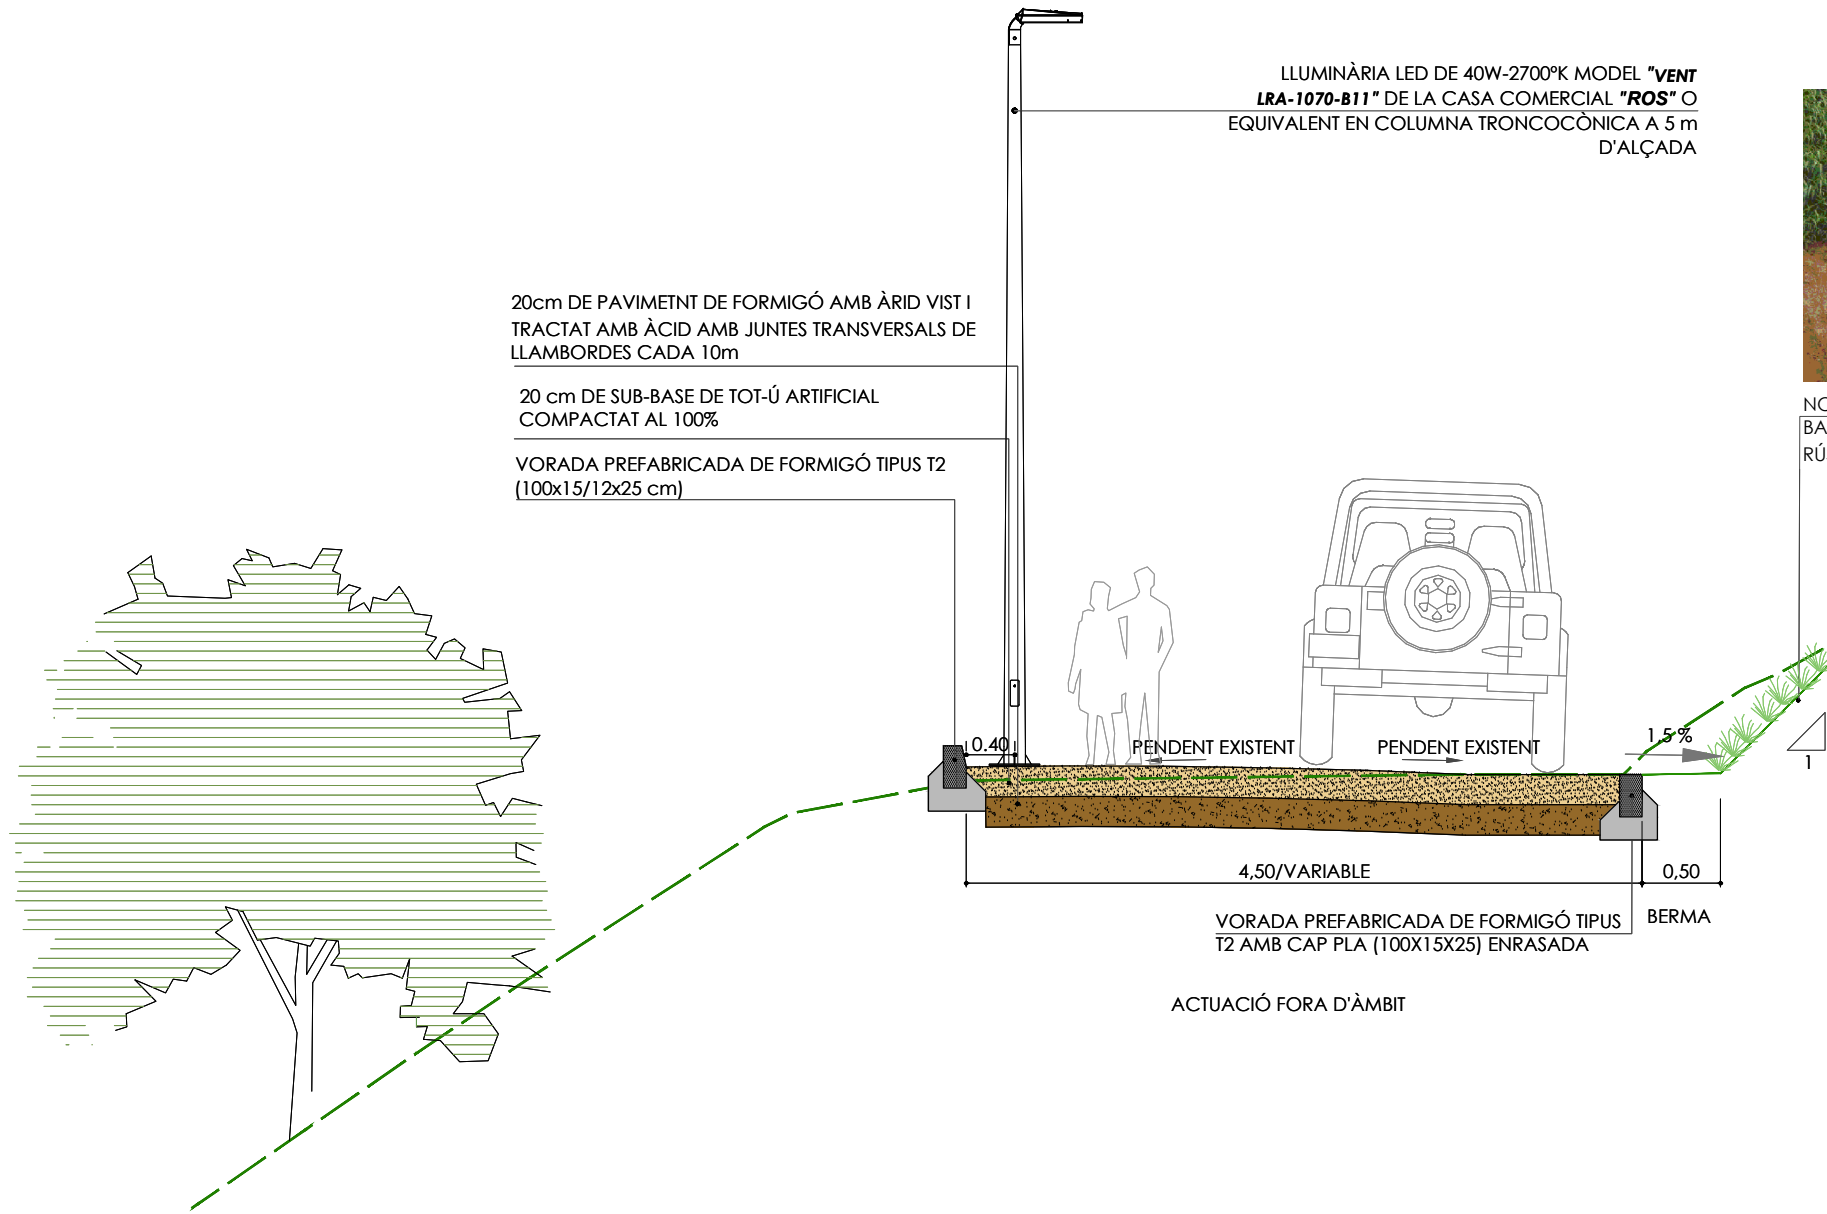 LLUMINÀRIA LED DE 40W-2700ºK MODEL "VENT
LRA-1070-B11" DE LA CASA COMERCIAL "ROS" O
EQUIVALENT EN COLUMNA TRONCOCÒNICA A 5 m
D'ALÇADA
20cm DE PAVIMETNT DE FORMIGÓ AMB ÀRID VIST I
TRACTAT AMB ÀCID AMB JUNTES TRANSVERSALS DE
LLAMBORDES CADA 10m
20 cm DE SUB-BASE DE TOT-Ú ARTIFICIAL
COMPACTAT AL 100%
VORADA PREFABRICADA DE FORMIGÓ TIPUS T2
(100x15/12x25 cm)
NO
BA
RÚ
0.40
PENDENT EXISTENT
PENDENT EXISTENT
1,5 %
1
4,50/VARIABLE
0,50
VORADA PREFABRICADA DE FORMIGÓ TIPUS
T2 AMB CAP PLA (100X15X25) ENRASADA
BERMA
ACTUACIÓ FORA D'ÀMBIT